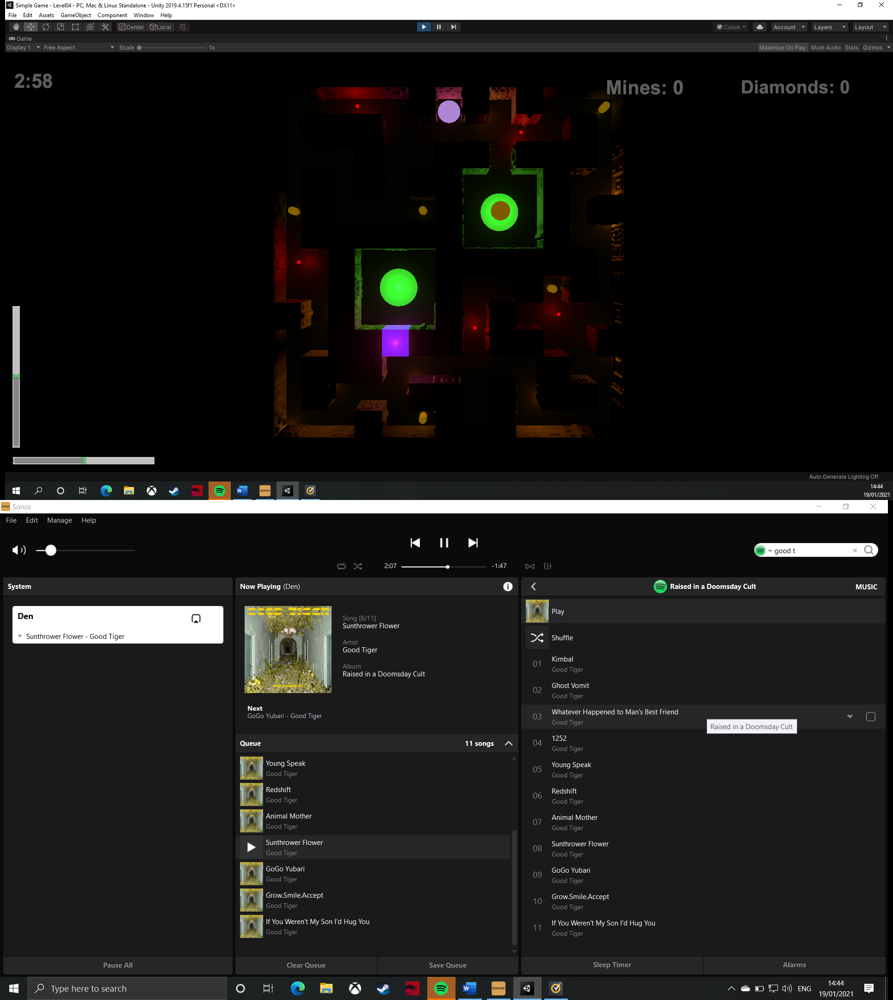 Simple Game - Level04 - PC, Mac & Linux Standalone - Unity 2019.4.15f1 Personal <DX11>
File Edit Assets GameObject Component Window Help
Center Local
Collab Account Layers Layout
Game
Display 1 Free Aspect Scale 1x
Maximize On Play Mute Audio Stats Gizmos
2:58
Mines: 0
Diamonds: 0
Auto Generate Lighting Off
SONOS
14:44
19/01/2021
SONOS Sonos
File Edit Manage Help
good t
2:07
-1:47
System
Den
Sunthrower Flower - Good Tiger
Pause All
Now Playing (Den)
GOOD TIGER
Song [8/11]
Sunthrower Flower
Artist
Good Tiger
Album
Raised in a Doomsday Cult
Next
GoGo Yubari - Good Tiger
Queue
11 songs
Young Speak
Good Tiger
Redshift
Good Tiger
Animal Mother
Good Tiger
Sunthrower Flower
Good Tiger
GoGo Yubari
Good Tiger
Grow.Smile.Accept
Good Tiger
If You Weren't My Son I'd Hug You
Good Tiger
Clear Queue
Save Queue
Raised in a Doomsday Cult
MUSIC
Play
Shuffle
01 Kimbal
Good Tiger
02 Ghost Vomit
Good Tiger
03 Whatever Happened to Man's Best Friend
Good Tiger
Raised in a Doomsday Cult
04 1252
Good Tiger
05 Young Speak
Good Tiger
06 Redshift
Good Tiger
07 Animal Mother
Good Tiger
08 Sunthrower Flower
Good Tiger
09 GoGo Yubari
Good Tiger
10 Grow.Smile.Accept
Good Tiger
11 If You Weren't My Son I'd Hug You
Good Tiger
Sleep Timer
Alarms
Type here to search
SONOS
ENG
14:44
19/01/2021